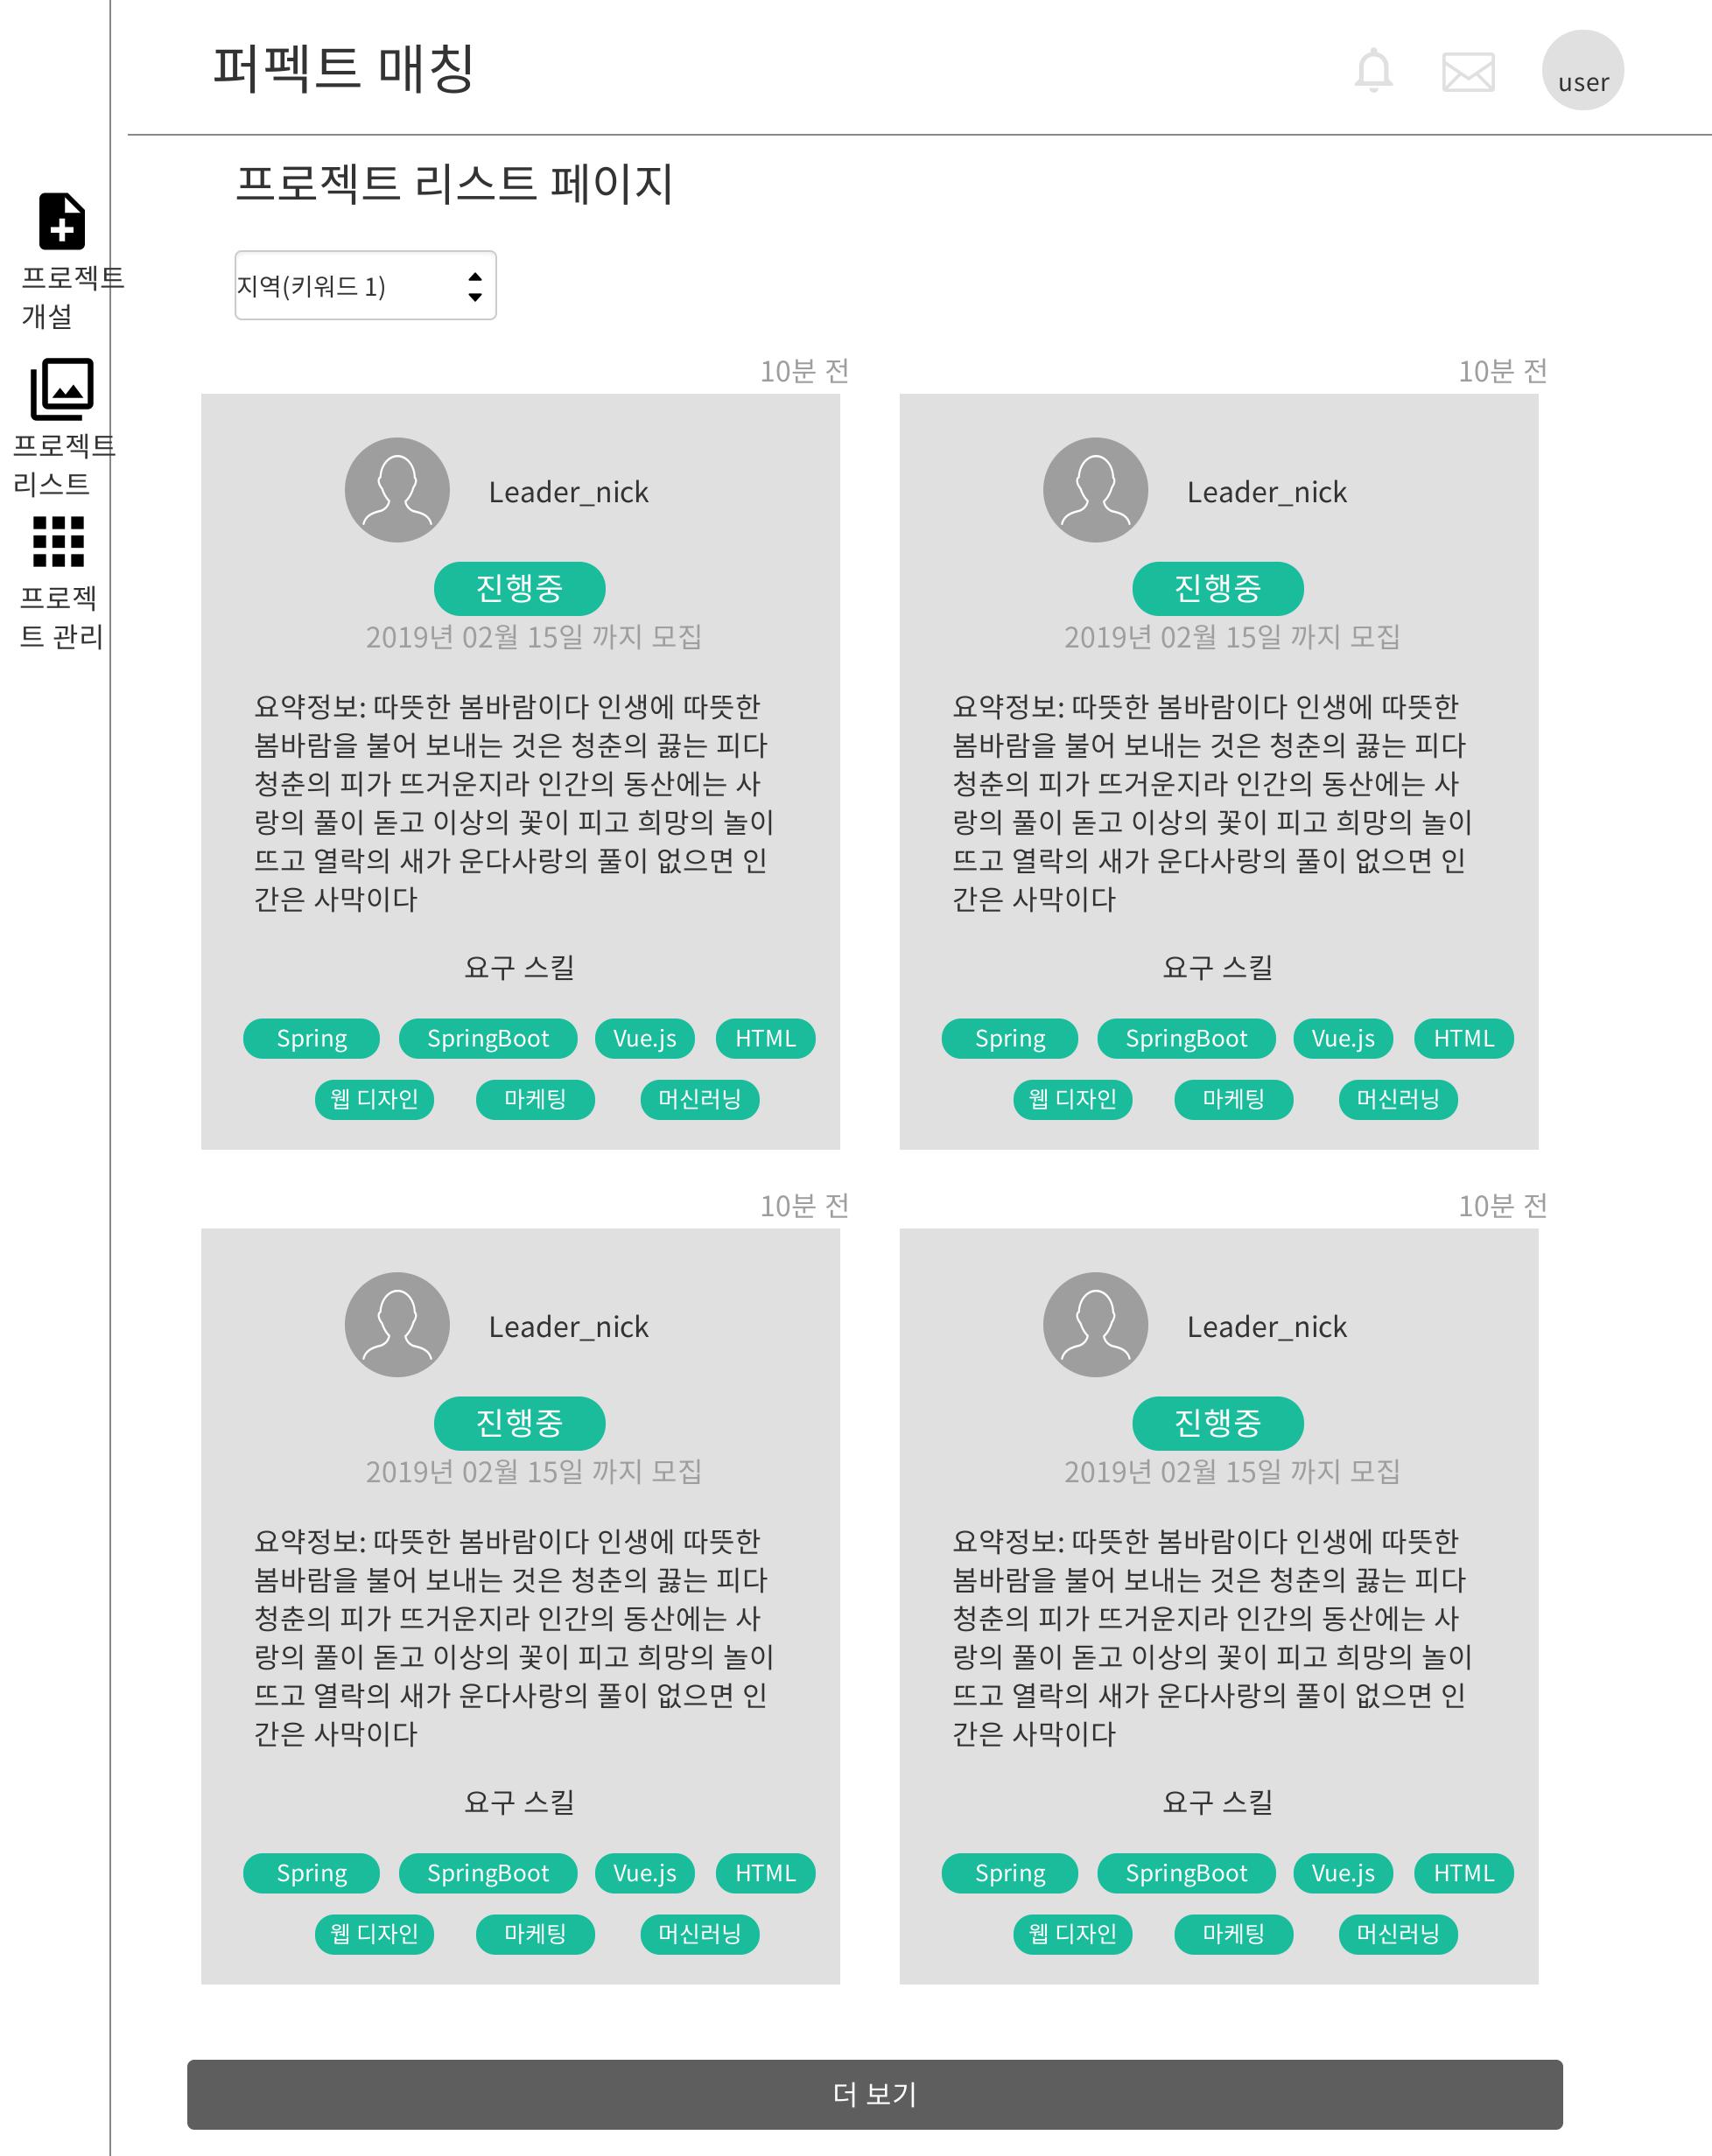 퍼펙트 매칭
user
프로젝트 리스트 페이지
프로젝트
개설
프로젝트
리스트
프로젝
트 관리
지역(키워드 1)
10분 전
Leader_nick
진행중
2019년 02월 15일 까지 모집
요약정보: 따뜻한 봄바람이다 인생에 따뜻한
봄바람을 불어 보내는 것은 청춘의 끓는 피다
청춘의 피가 뜨거운지라 인간의 동산에는 사
랑의 풀이 돋고 이상의 꽃이 피고 희망의 놀이
뜨고 열락의 새가 운다사랑의 풀이 없으면 인
간은 사막이다
요구 스킬
Spring SpringBoot Vue.js HTML
웹 디자인 마케팅 머신러닝
10분 전
Leader_nick
진행중
2019년 02월 15일 까지 모집
요약정보: 따뜻한 봄바람이다 인생에 따뜻한
봄바람을 불어 보내는 것은 청춘의 끓는 피다
청춘의 피가 뜨거운지라 인간의 동산에는 사
랑의 풀이 돋고 이상의 꽃이 피고 희망의 놀이
뜨고 열락의 새가 운다사랑의 풀이 없으면 인
간은 사막이다
요구 스킬
Spring SpringBoot Vue.js HTML
웹 디자인 마케팅 머신러닝
10분 전
Leader_nick
진행중
2019년 02월 15일 까지 모집
요약정보: 따뜻한 봄바람이다 인생에 따뜻한
봄바람을 불어 보내는 것은 청춘의 끓는 피다
청춘의 피가 뜨거운지라 인간의 동산에는 사
랑의 풀이 돋고 이상의 꽃이 피고 희망의 놀이
뜨고 열락의 새가 운다사랑의 풀이 없으면 인
간은 사막이다
요구 스킬
Spring SpringBoot Vue.js HTML
웹 디자인 마케팅 머신러닝
10분 전
Leader_nick
진행중
2019년 02월 15일 까지 모집
요약정보: 따뜻한 봄바람이다 인생에 따뜻한
봄바람을 불어 보내는 것은 청춘의 끓는 피다
청춘의 피가 뜨거운지라 인간의 동산에는 사
랑의 풀이 돋고 이상의 꽃이 피고 희망의 놀이
뜨고 열락의 새가 운다사랑의 풀이 없으면 인
간은 사막이다
요구 스킬
Spring SpringBoot Vue.js HTML
웹 디자인 마케팅 머신러닝
더 보기